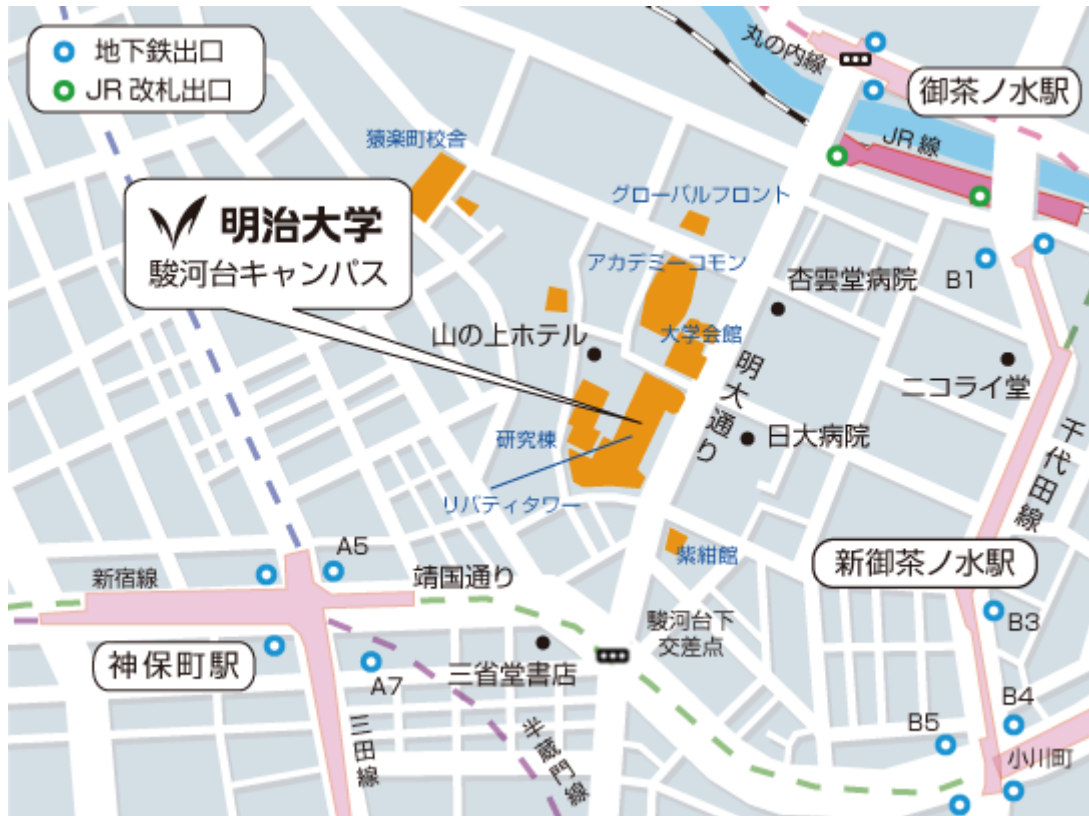 地下鉄出口
JR改札出口
丸の内線
御茶ノ水駅
JR線
猿楽町校舎
明治大学
駿河台キャンパス
グローバルフロント
アカデミーコモン
杏雲堂病院
B1
大学会館
山の上ホテル
明大通り
ニコライ堂
日大病院
研究棟
千代田線
リバティタワー
A5
新宿線
靖国通り
紫紺館
新御茶ノ水駅
駿河台下
交差点
B3
神保町駅
A7
三省堂書店
B4
B5
三田線
半蔵門線
小川町